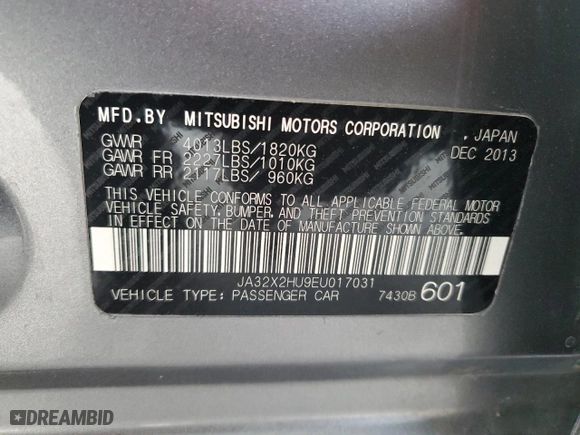 MFD.BY MITSUBISHI MOTORS CORPORATION , JAPAN
GVWR 4013LBS/1820KG DEC 2013
GAWR FR 2227LBS/1010KG
GAWR RR 2117LBS/ 960KG
THIS VEHICLE CONFORMS TO ALL APPLICABLE FEDERAL MOTOR
VEHICLE SAFETY, BUMPER, AND THEFT PREVENTION STANDARDS
IN EFFECT ON THE DATE OF MANUFACTURE SHOWN ABOVE.
JA32X2HU9EU017031
VEHICLE TYPE: PASSENGER CAR 7430B 601
DREAMBID